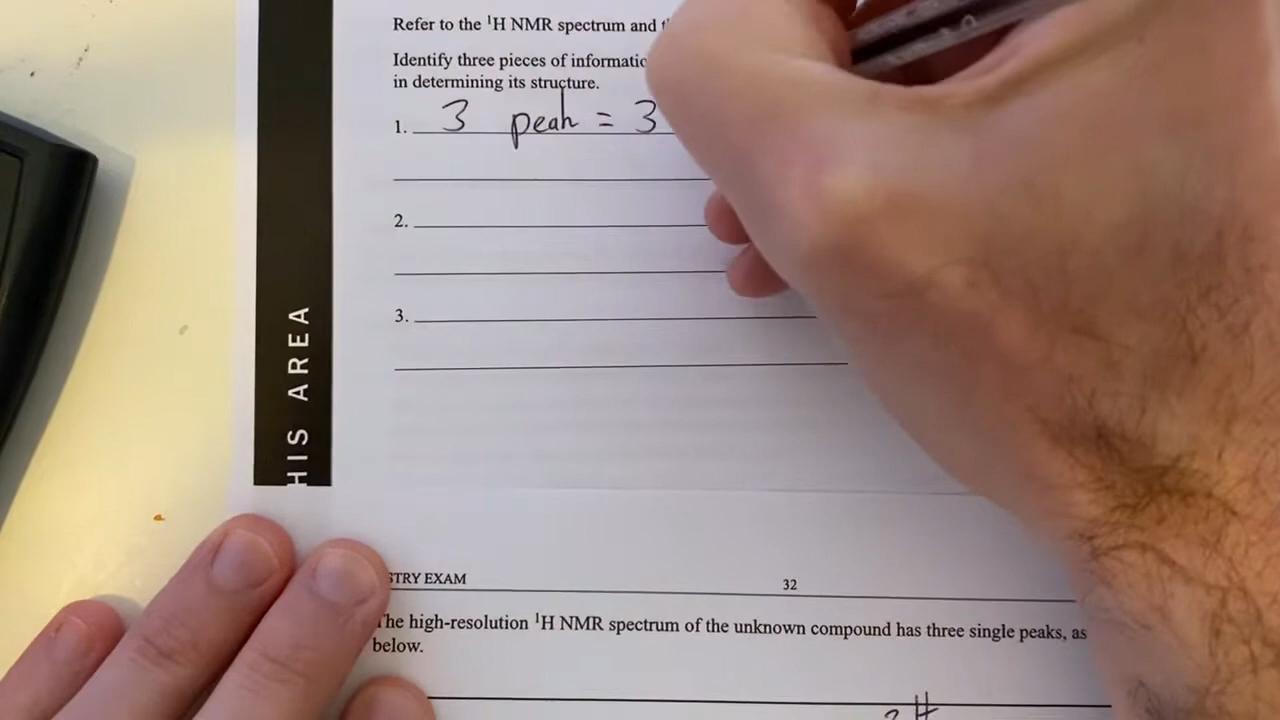 Refer to the ¹H NMR spectrum and
Identify three pieces of
in determining its structure.
1. 3 peak = 3
2.
3.
HIS AREA
STRY EXAM
32
The high-resolution ¹H NMR spectrum of the unknown compound has three single peaks, as
below.